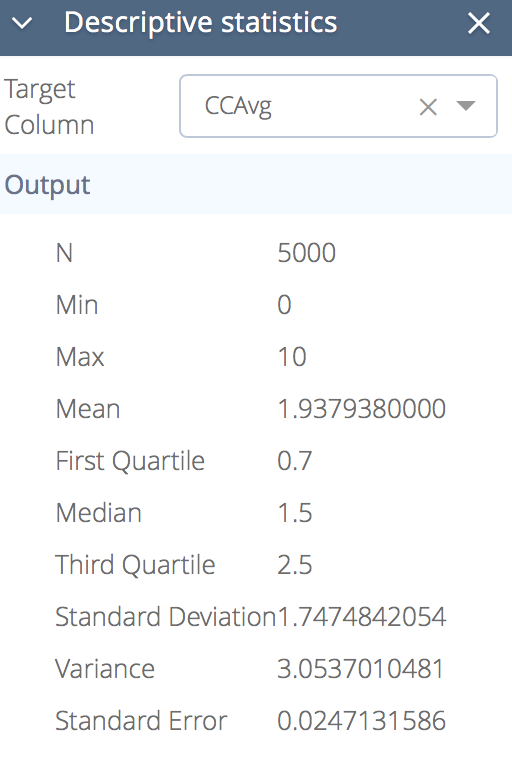 Descriptive statistics
Target
Column
CCAvg
Output
N 5000
Min 0
Max 10
Mean 1.9379380000
First Quartile 0.7
Median 1.5
Third Quartile 2.5
Standard Deviation 1.7474842054
Variance 3.0537010481
Standard Error 0.0247131586